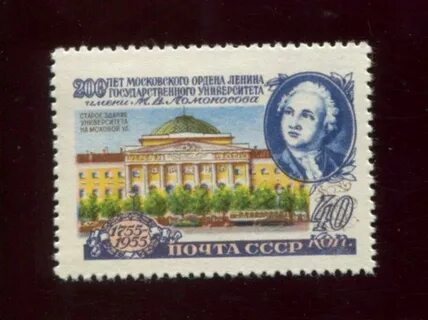 200 ЛЕТ МОСКОВСКОГО ОРДЕНА ЛЕНИНА
ГОСУДАРСТВЕННОГО УНИВЕРСИТЕТА
имени М.В. Ломоносова
СТАРОЕ ЗДАНИЕ
УНИВЕРСИТЕТА
НА МОХОВОЙ УЛ.
1755
1955
ПОЧТА СССР
40
КОП.